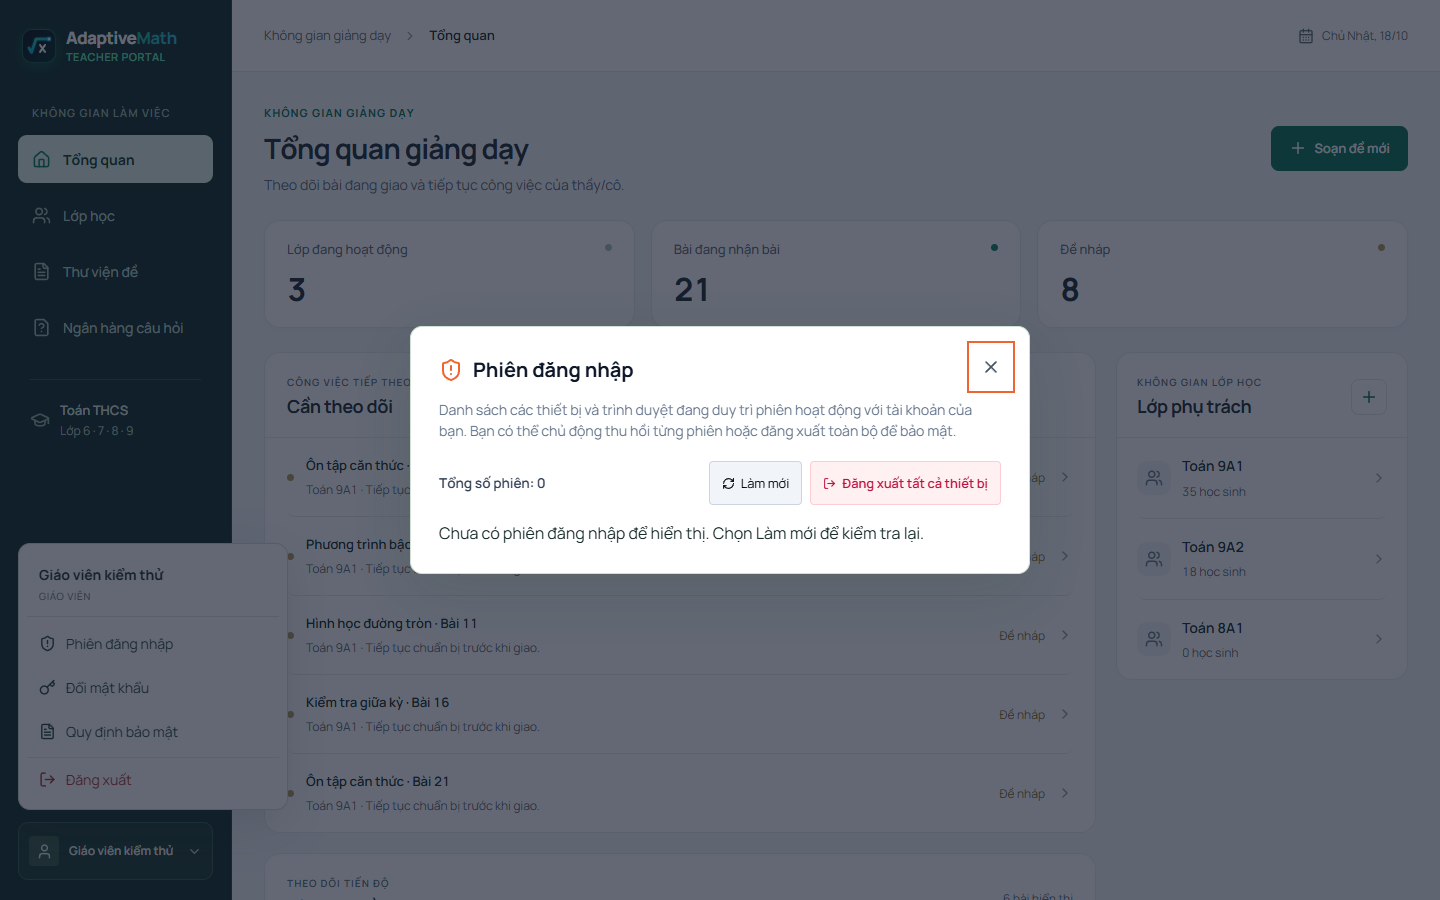 AdaptiveMath
TEACHER PORTAL
KHÔNG GIAN LÀM VIỆC
Tổng quan
Lớp học
Thư viện đề
Ngân hàng câu hỏi
Toán THCS
Lớp 6 · 7 · 8 · 9
Giáo viên kiểm thử
GIÁO VIÊN
Phiên đăng nhập
Đổi mật khẩu
Quy định bảo mật
Đăng xuất
Giáo viên kiểm thử
Không gian giảng dạy > Tổng quan
Chủ Nhật, 18/10
KHÔNG GIAN GIẢNG DẠY
Tổng quan giảng dạy
Theo dõi bài đang giao và tiếp tục công việc của thầy/cô.
Soạn đề mới
Lớp đang hoạt động
3
Bài đang nhận bài
21
Đề nháp
8
Phiên đăng nhập
Danh sách các thiết bị và trình duyệt đang duy trì phiên hoạt động với tài khoản của
bạn. Bạn có thể chủ động thu hồi từng phiên hoặc đăng xuất toàn bộ để bảo mật.
Tổng số phiên: 0
Làm mới
Đăng xuất tất cả thiết bị
Chưa có phiên đăng nhập để hiển thị. Chọn Làm mới để kiểm tra lại.
CÔNG VIỆC TIẾP THEO
Cần theo dõi
Ôn tập căn thức ·
Toán 9A1 · Tiếp tục
Phương trình bậc
Toán 9A1 · Tiếp tục
Hình học đường tròn · Bài 11
Toán 9A1 · Tiếp tục chuẩn bị trước khi giao.
Đề nháp
Kiểm tra giữa kỳ · Bài 16
Toán 9A1 · Tiếp tục chuẩn bị trước khi giao.
Đề nháp
Ôn tập căn thức · Bài 21
Toán 9A1 · Tiếp tục chuẩn bị trước khi giao.
Đề nháp
KHÔNG GIAN LỚP HỌC
Lớp phụ trách
Toán 9A1
35 học sinh
Toán 9A2
18 học sinh
Toán 8A1
0 học sinh
THEO DÕI TIẾN ĐỘ
6 bài hiển thị